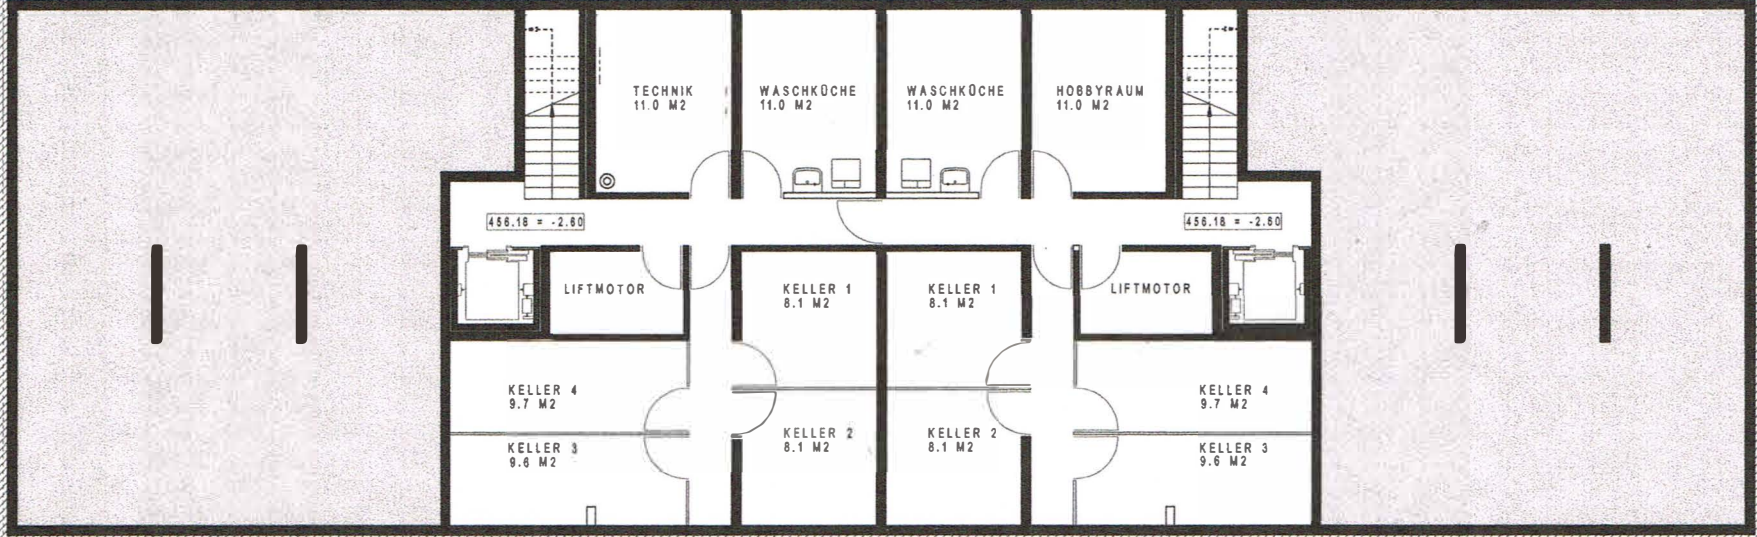 TECHNIK
11.0 M2
WASCHKÜCHE
11.0 M2
WASCHKÜCHE
11.0 M2
HOBBYRAUM
11.0 M2
456.16 = -2.60
456.16 = -2.60
LIFTMOTOR
KELLER 1
8.1 M2
KELLER 1
8.1 M2
LIFTMOTOR
KELLER 4
9.7 M2
KELLER 4
9.7 M2
KELLER 3
9.6 M2
KELLER 2
8.1 M2
KELLER 2
8.1 M2
KELLER 3
9.6 M2